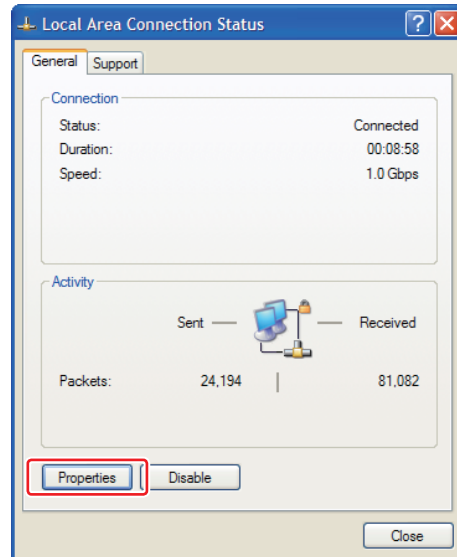 Local Area Connection Status
General Support
Connection
Status: Connected
Duration: 00:08:58
Speed: 1.0 Gbps
Activity
Sent — — Received
Packets: 24,194 | 81,082
Properties Disable
Close